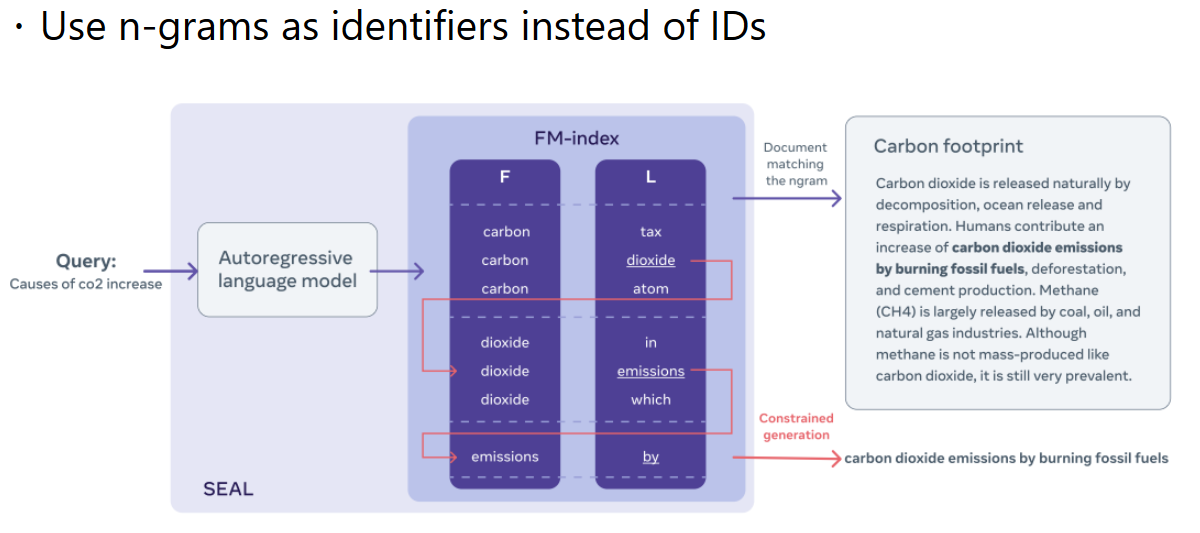 · Use n-grams as identifiers instead of IDs
FM-index
F
L
carbon
tax
carbon
dioxide
carbon
atom
dioxide
in
dioxide
emissions
dioxide
which
emissions
by
Query:
Causes of co2 increase
Autoregressive
language model
SEAL
Document
matching
the ngram
Carbon footprint
Carbon dioxide is released naturally by
decomposition, ocean release and
respiration. Humans contribute an
increase of carbon dioxide emissions
by burning fossil fuels, deforestation,
and cement production. Methane
(CH4) is largely released by coal, oil, and
natural gas industries. Although
methane is not mass-produced like
carbon dioxide, it is still very prevalent.
Constrained
generation
carbon dioxide emissions by burning fossil fuels